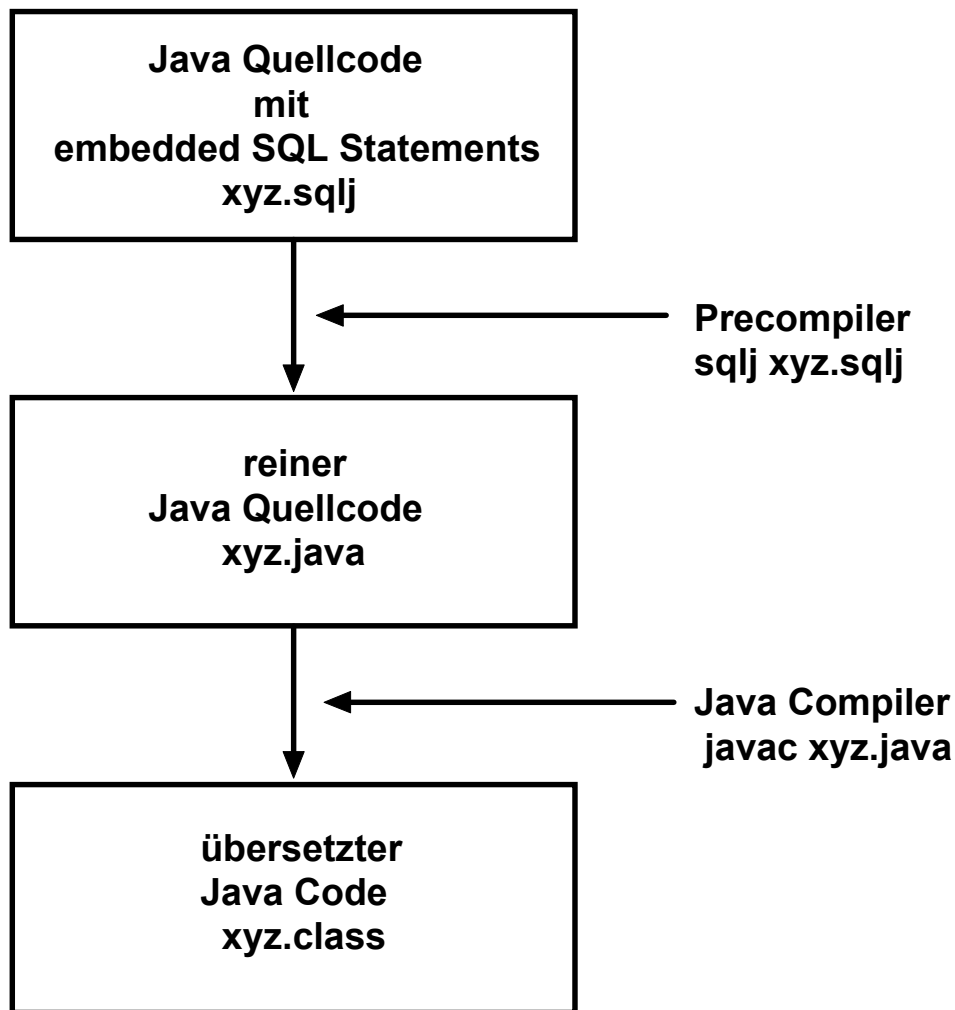 Java Quellcode
mit
embedded SQL Statements
xyz.sqlj
Precompiler
sqlj xyz.sqlj
reiner
Java Quellcode
xyz.java
Java Compiler
javac xyz.java
übersetzter
Java Code
xyz.class